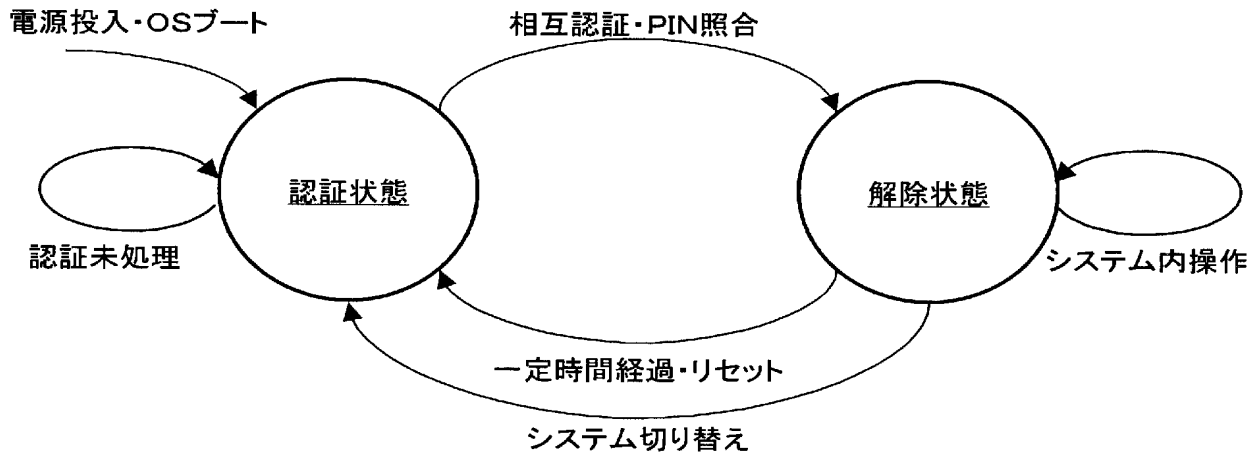 電源投入・OSブート
相互認証・PIN照合
認証状態
解除状態
認証未処理
システム内操作
一定時間経過・リセット
システム切り替え